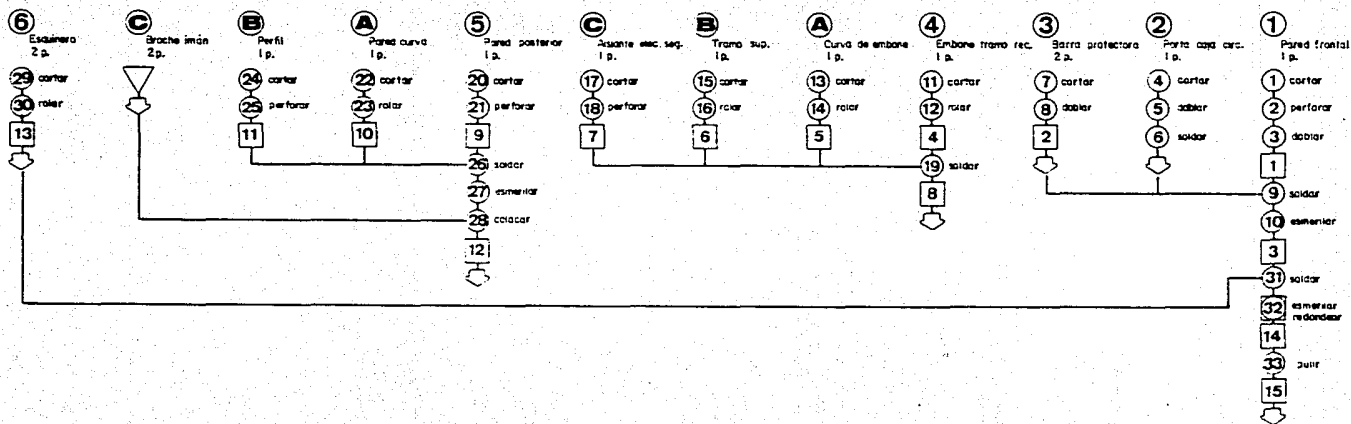 6 C B A 5 C B A 4 3 2 1
Esquinero Broche imán Perfil Pared curva Pared posterior Aislante elec. seg. Tramo sup. Curva de embone Embone tramo rec. Barra protectora Porta caja circ. Pared frontal
2 p. 2 p. 1 p. 1 p. 1 p. 1 p. 1 p. 1 p. 1 p. 2 p. 1 p. 1 p.
29 cortar 24 cortar 22 cortar 20 cortar 17 cortar 15 cortar 13 cortar 11 cortar 7 cortar 4 cortar 1 cortar
30 rolar 25 perforar 23 rolar 21 perforar 18 perforar 16 rolar 14 rolar 12 rolar 8 doblar 5 doblar 2 perforar
13 11 10 9 7 6 5 4 2 6 soldar 3 doblar
26 soldar 19 soldar 1
27 esmerilar 8 9 soldar
28 colocar 10 esmerilar
12 3
31 soldar
32 esmerilar
redondear
14
33 pulir
15